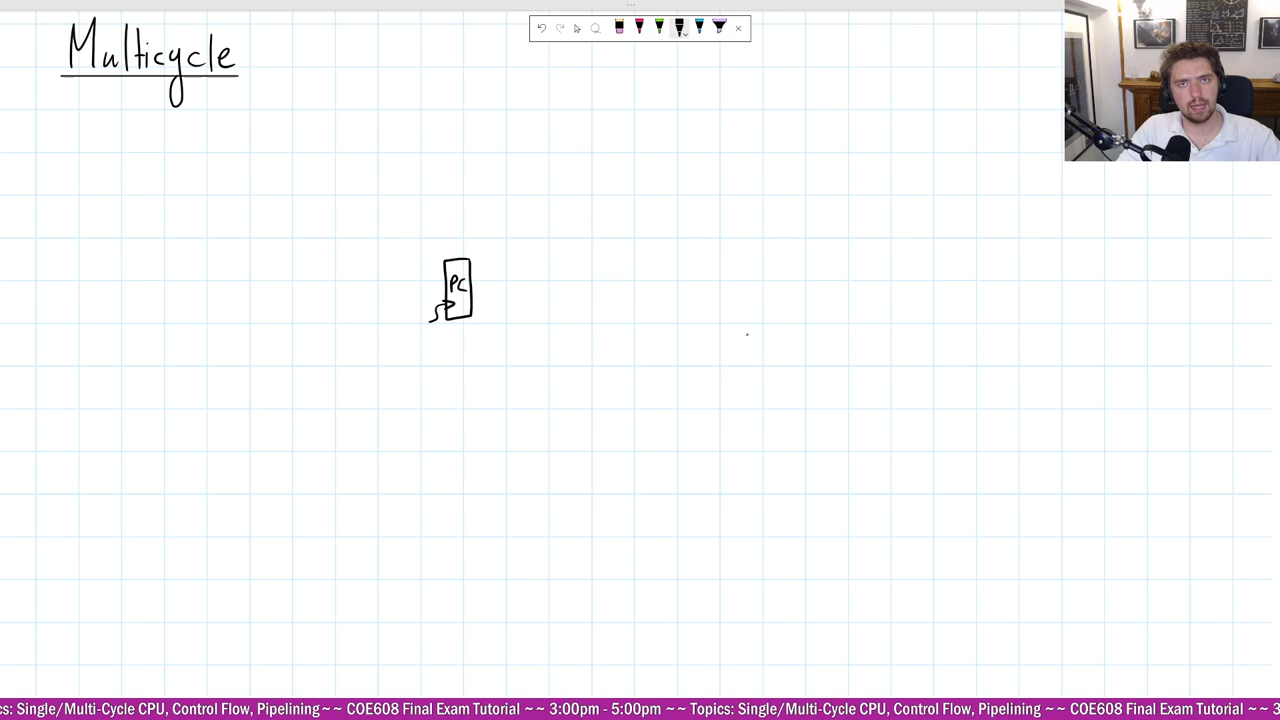 Multicycle
PC
cs: Single/Multi-Cycle CPU, Control Flow, Pipelining ~~ COE608 Final Exam Tutorial ~~ 3:00pm - 5:00pm ~~ Topics: Single/Multi-Cycle CPU, Control Flow, Pipelining ~~ COE608 Final Exam Tutorial ~~ 3